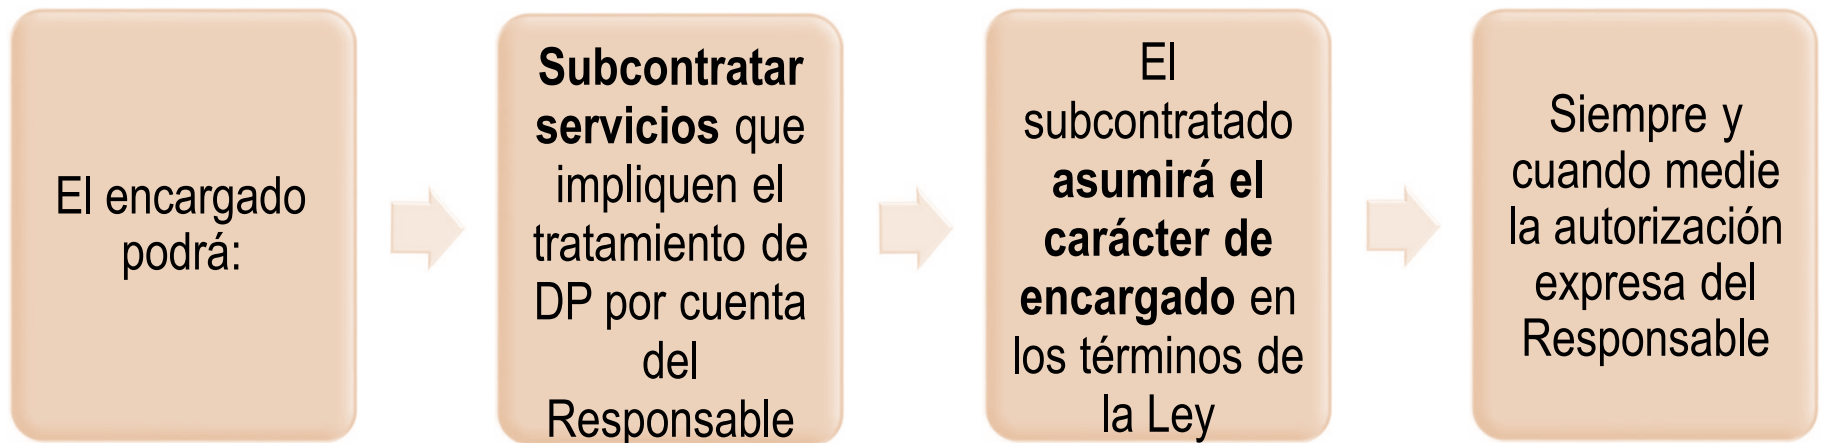 El encargado
podrá:
Subcontratar
servicios que
impliquen el
tratamiento de
DP por cuenta
del
Responsable
El
subcontratado
asumirá el
carácter de
encargado en
los términos de
la Ley
Siempre y
cuando medie
la autorización
expresa del
Responsable